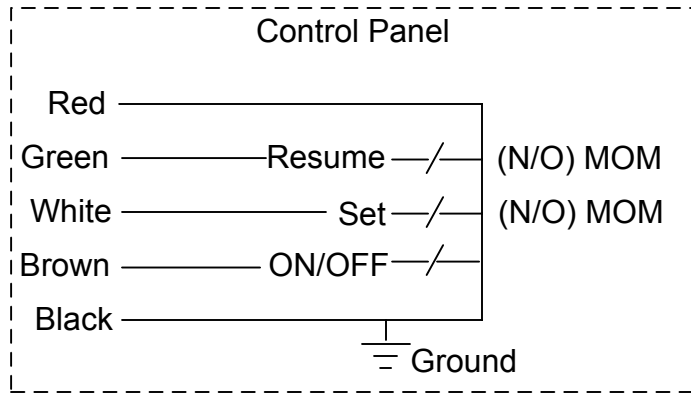 Control Panel
Red
Green Resume (N/O) MOM
White Set (N/O) MOM
Brown ON/OFF
Black
Ground